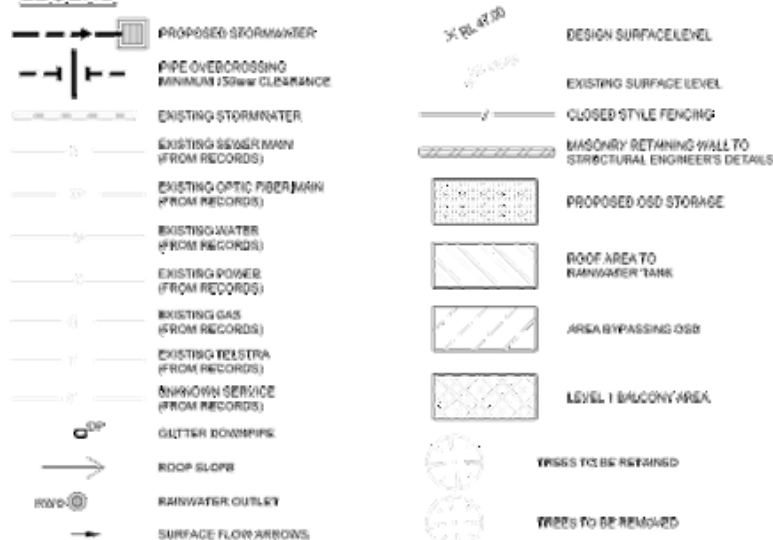 PROPOSED STORMWATER
PIPE OVERCROSSING
MINIMUM 150mm CLEARANCE
EXISTING STORMWATER
EXISTING SEWER MAIN
(FROM RECORDS)
EXISTING OPTIC FIBER MAIN
(FROM RECORDS)
EXISTING WATER
(FROM RECORDS)
EXISTING POWER
(FROM RECORDS)
EXISTING GAS
(FROM RECORDS)
EXISTING TELSTRA
(FROM RECORDS)
UNKNOWN SERVICE
(FROM RECORDS)
DP
GUTTER DOWNPIPE
ROOF SLOPE
RWO
RAINWATER OUTLET
SURFACE FLOW ARROWS
RL 47.00
DESIGN SURFACE LEVEL
EXISTING SURFACE LEVEL
CLOSED STYLE FENCING
MASONRY RETAINING WALL TO
STRUCTURAL ENGINEER'S DETAILS
PROPOSED OSD STORAGE
ROOF AREA TO
RAINWATER TANK
AREA BYPASSING OSD
LEVEL 1 BALCONY AREA
TREES TO BE RETAINED
TREES TO BE REMOVED